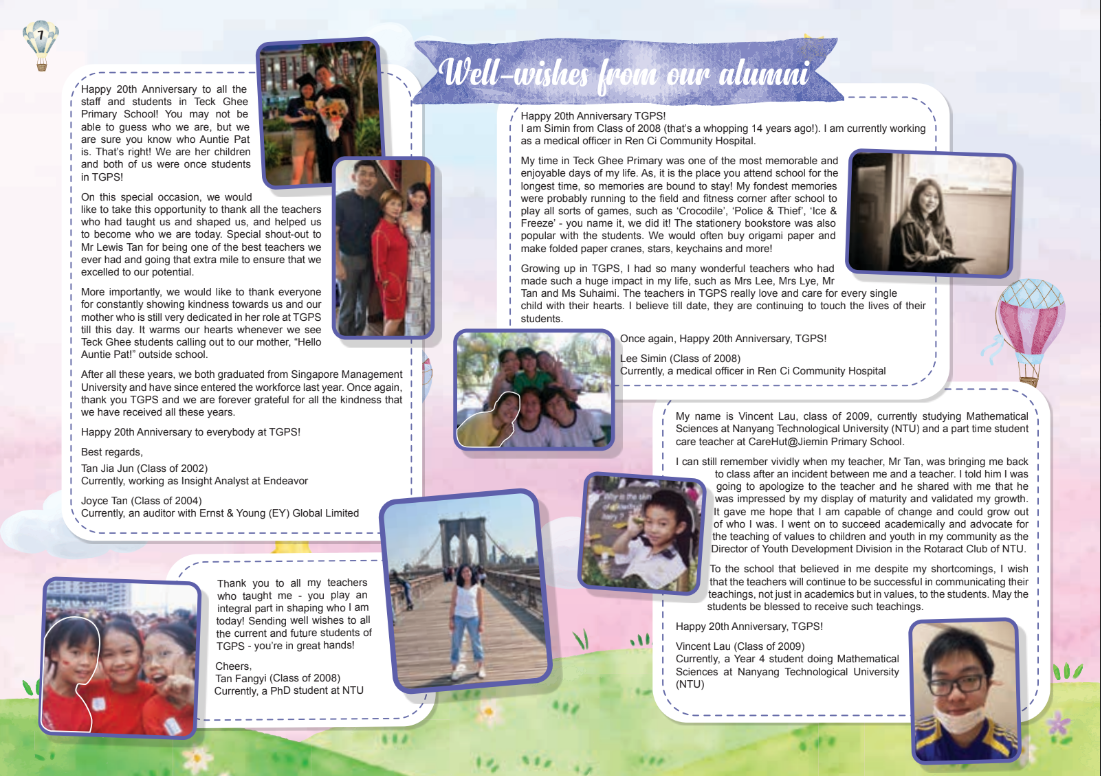 7
Well-wishes from our alumni
Happy 20th Anniversary to all the
staff and students in Teck Ghee
Primary School! You may not be
able to guess who we are, but we
are sure you know who Auntie Pat
is. That's right! We are her children
and both of us were once students
in TGPS!
On this special occasion, we would
like to take this opportunity to thank all the teachers
who had taught us and shaped us, and helped us
to become who we are today. Special shout-out to
Mr Lewis Tan for being one of the best teachers we
ever had and going that extra mile to ensure that we
excelled to our potential.
More importantly, we would like to thank everyone
for constantly showing kindness towards us and our
mother who is still very dedicated in her role at TGPS
till this day. It warms our hearts whenever we see
Teck Ghee students calling out to our mother, "Hello
Auntie Pat!" outside school.
After all these years, we both graduated from Singapore Management
University and have since entered the workforce last year. Once again,
thank you TGPS and we are forever grateful for all the kindness that
we have received all these years.
Happy 20th Anniversary to everybody at TGPS!
Best regards,
Tan Jia Jun (Class of 2002)
Currently, working as Insight Analyst at Endeavor
Joyce Tan (Class of 2004)
Currently, an auditor with Ernst & Young (EY) Global Limited
Thank you to all my teachers
who taught me - you play an
integral part in shaping who I am
today! Sending well wishes to all
the current and future students of
TGPS - you're in great hands!
Cheers,
Tan Fangyi (Class of 2008)
Currently, a PhD student at NTU
Happy 20th Anniversary TGPS!
I am Simin from Class of 2008 (that's a whopping 14 years ago!). I am currently working
as a medical officer in Ren Ci Community Hospital.
My time in Teck Ghee Primary was one of the most memorable and
enjoyable days of my life. As, it is the place you attend school for the
longest time, so memories are bound to stay! My fondest memories
were probably running to the field and fitness corner after school to
play all sorts of games, such as 'Crocodile', 'Police & Thief', 'Ice &
Freeze' - you name it, we did it! The stationery bookstore was also
popular with the students. We would often buy origami paper and
make folded paper cranes, stars, keychains and more!
Growing up in TGPS, I had so many wonderful teachers who had
made such a huge impact in my life, such as Mrs Lee, Mrs Lye, Mr
Tan and Ms Suhaimi. The teachers in TGPS really love and care for every single
child with their hearts. I believe till date, they are continuing to touch the lives of their
students.
Once again, Happy 20th Anniversary, TGPS!
Lee Simin (Class of 2008)
Currently, a medical officer in Ren Ci Community Hospital
My name is Vincent Lau, class of 2009, currently studying Mathematical
Sciences at Nanyang Technological University (NTU) and a part time student
care teacher at CareHut@Jiemin Primary School.
I can still remember vividly when my teacher, Mr Tan, was bringing me back
to class after an incident between me and a teacher. I told him I was
going to apologize to the teacher and he shared with me that he
was impressed by my display of maturity and validated my growth.
It gave me hope that I am capable of change and could grow out
of who I was. I went on to succeed academically and advocate for
the teaching of values to children and youth in my community as the
Director of Youth Development Division in the Rotaract Club of NTU.
To the school that believed in me despite my shortcomings, I wish
that the teachers will continue to be successful in communicating their
teachings, not just in academics but in values, to the students. May the
students be blessed to receive such teachings.
Happy 20th Anniversary, TGPS!
Vincent Lau (Class of 2009)
Currently, a Year 4 student doing Mathematical
Sciences at Nanyang Technological University
(NTU)
Why is the skin